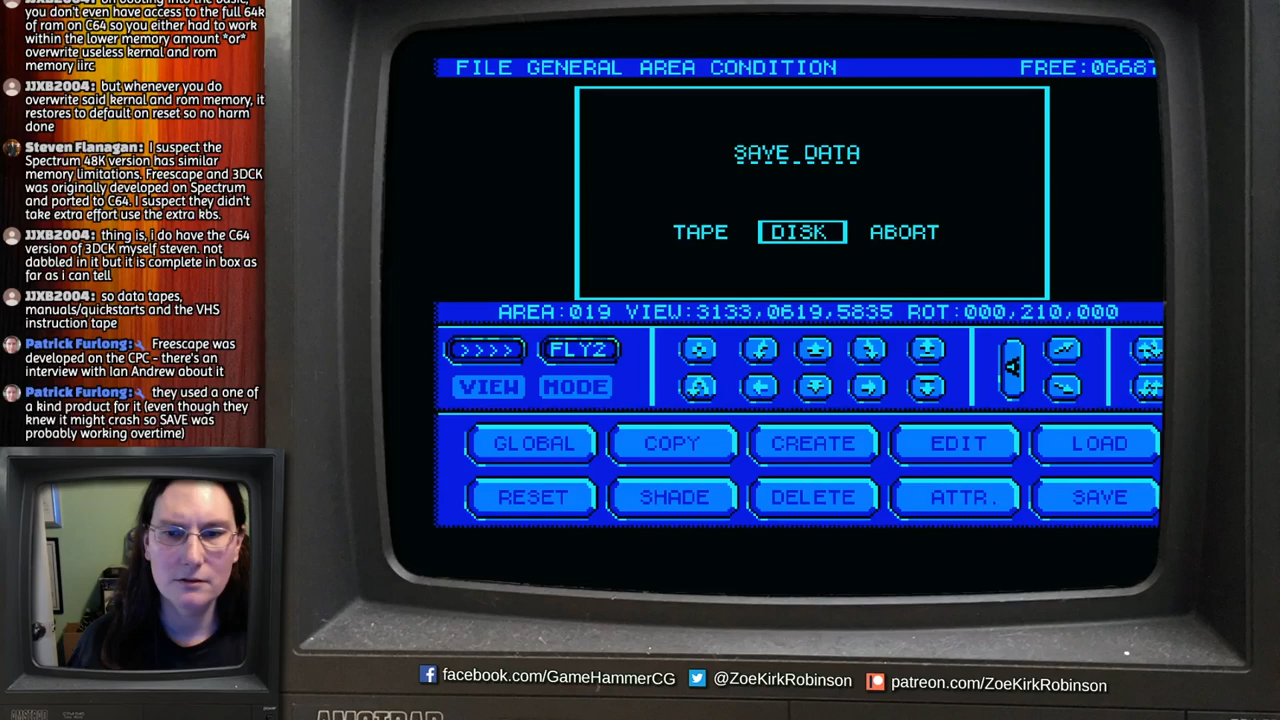 you don't even have access to the full 64k
of ram on C64 so you either had to work
within the lower memory amount *or*
overwrite useless kernal and rom
memory iirc
JJXB2004: but whenever you do
overwrite said kernal and rom memory, it
restores to default on reset so no harm
done
Steven Flanagan: I suspect the
Spectrum 48K version has similar
memory limitations. Freescape and 3DCK
was originally developed on Spectrum
and ported to C64. I suspect they didn't
take extra effort use the extra kbs.
JJXB2004: thing is, i do have the C64
version of 3DCK myself steven. not
dabbled in it but it is complete in box as
far as i can tell
JJXB2004: so data tapes,
manuals/quickstarts and the VHS
instruction tape
Patrick Furlong: Freescape was
developed on the CPC - there's an
interview with Ian Andrew about it
Patrick Furlong: they used a one of
a kind product for it (even though they
knew it might crash so SAVE was
probably working overtime)
FILE GENERAL AREA CONDITION FREE:06687
SAVE DATA
TAPE DISK ABORT
AREA:019 VIEW:3133,0619,5835 ROT:000,210,000
>>>> FLY2
VIEW MODE
A
GLOBAL COPY CREATE EDIT LOAD
RESET SHADE DELETE ATTR. SAVE
facebook.com/GameHammerCG @ZoeKirkRobinson patreon.com/ZoeKirkRobinson